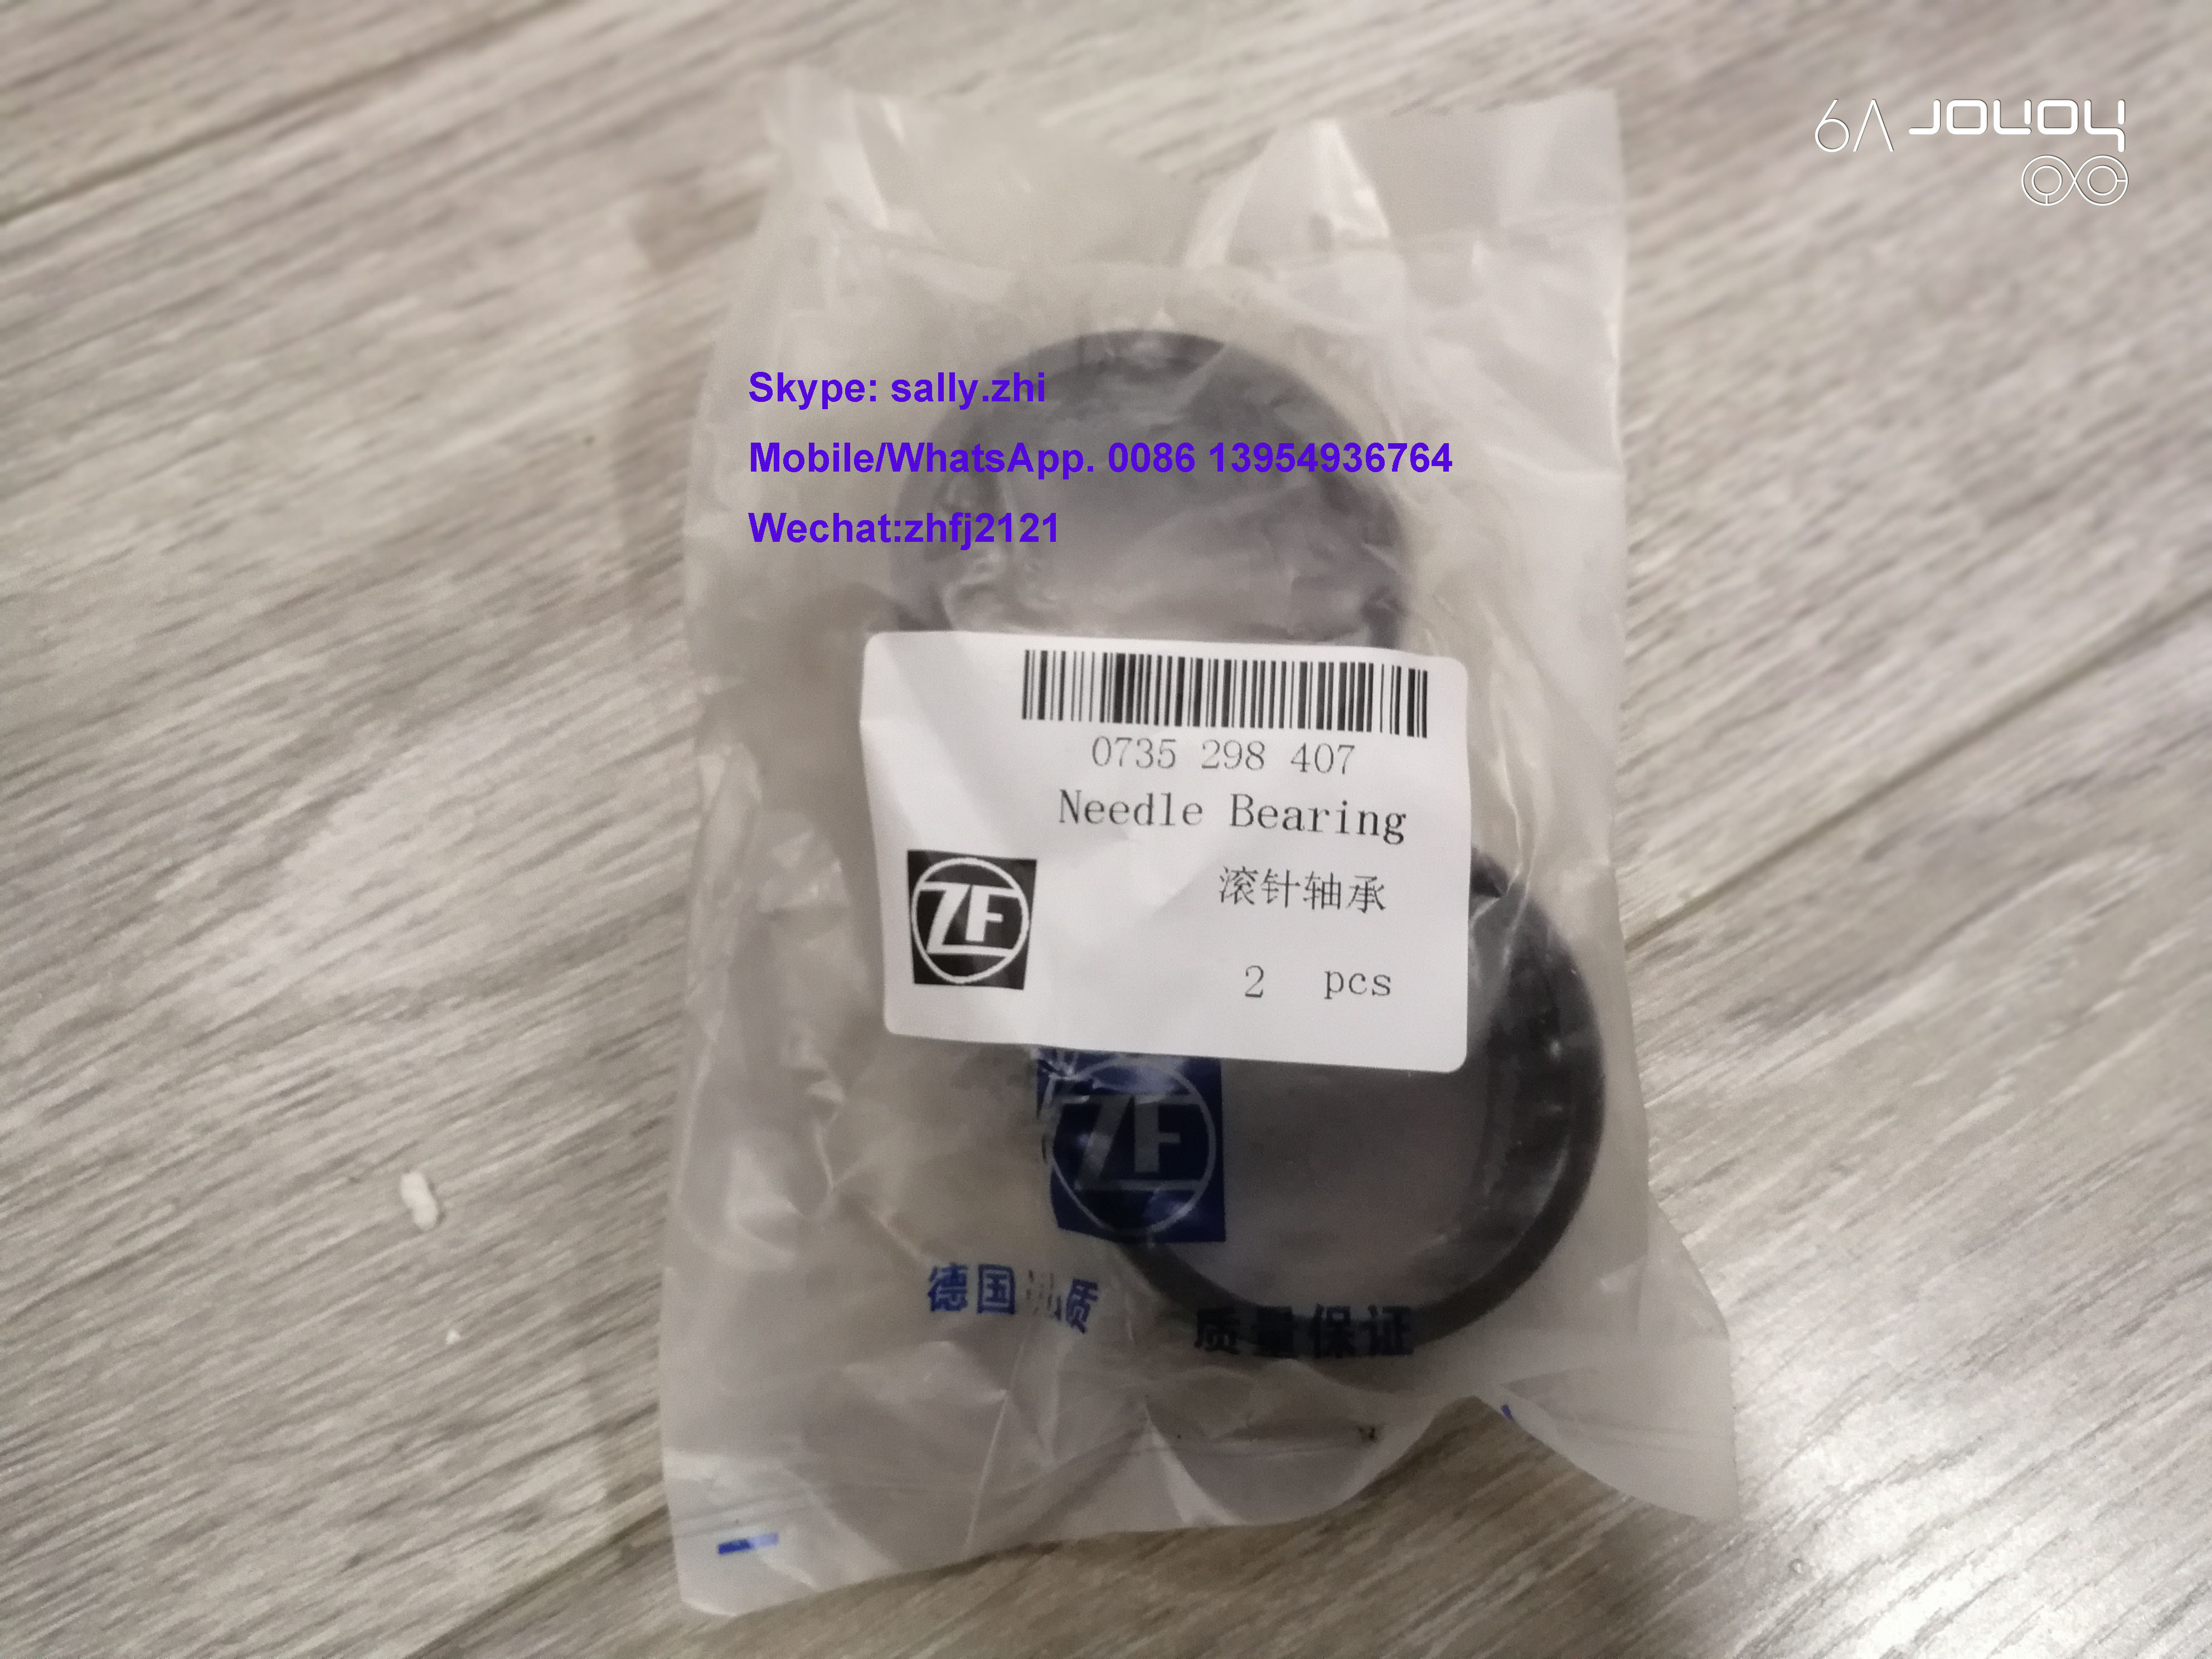 Skype: sally.zhi
Mobile/WhatsApp. 0086 13954936764
Wechat:zhfj2121
0735 298 407
Needle Bearing
滚针轴承
2 pcs
ZF
ZF
德国 质
质量保证